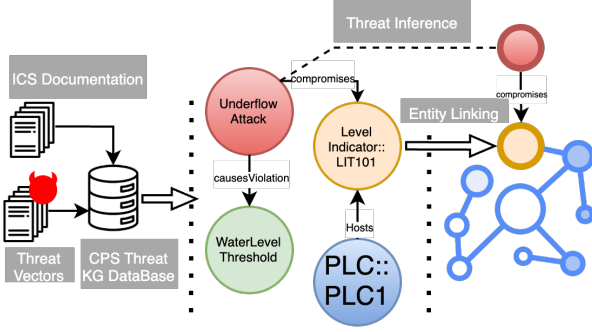 Threat Inference
ICS Documentation
compromises
Underflow
Attack
compromises
Level
Indicator::
LIT101
Entity Linking
causesViolation
WaterLevel
Threshold
Hosts
PLC::
PLC1
Threat
Vectors
CPS Threat
KG DataBase